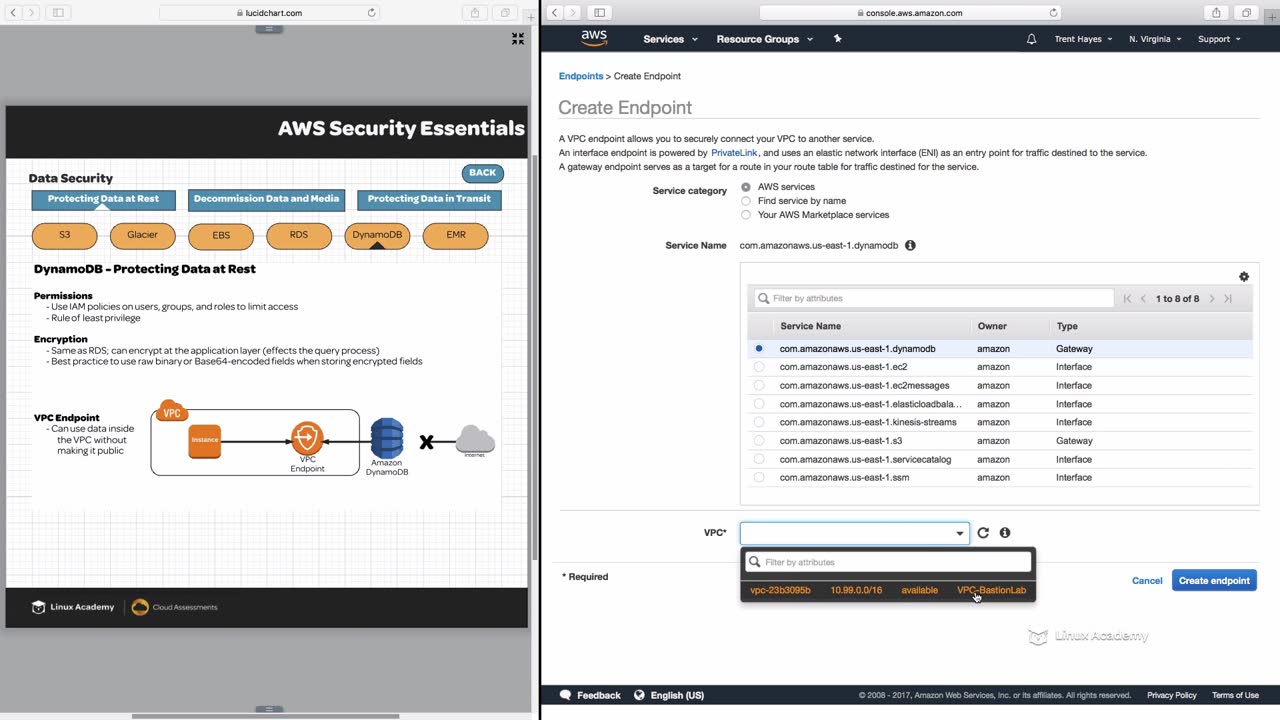 lucidchart.com
AWS Security Essentials
BACK
Data Security
Protecting Data at Rest
Decommission Data and Media
Protecting Data in Transit
S3
Glacier
EBS
RDS
DynamoDB
EMR
DynamoDB - Protecting Data at Rest
Permissions
- Use IAM policies on users, groups, and roles to limit access
- Rule of least privilege
Encryption
- Same as RDS; can encrypt at the application layer (effects the query process)
- Best practice to use raw binary or Base64-encoded fields when storing encrypted fields
VPC Endpoint
- Can use data inside
the VPC without
making it public
VPC
Instance
VPC
Endpoint
Amazon
DynamoDB
X
Internet
Linux Academy
Cloud Assessments
console.aws.amazon.com
aws
Services
Resource Groups
Trent Hayes
N. Virginia
Support
Endpoints > Create Endpoint
Create Endpoint
A VPC endpoint allows you to securely connect your VPC to another service.
An interface endpoint is powered by PrivateLink, and uses an elastic network interface (ENI) as an entry point for traffic destined to the service.
A gateway endpoint serves as a target for a route in your route table for traffic destined for the service.
Service category
AWS services
Find service by name
Your AWS Marketplace services
Service Name com.amazonaws.us-east-1.dynamodb
Filter by attributes
1 to 8 of 8
Service Name Owner Type
com.amazonaws.us-east-1.dynamodb amazon Gateway
com.amazonaws.us-east-1.ec2 amazon Interface
com.amazonaws.us-east-1.ec2messages amazon Interface
com.amazonaws.us-east-1.elasticloadbala... amazon Interface
com.amazonaws.us-east-1.kinesis-streams amazon Interface
com.amazonaws.us-east-1.s3 amazon Gateway
com.amazonaws.us-east-1.servicecatalog amazon Interface
com.amazonaws.us-east-1.ssm amazon Interface
VPC*
Filter by attributes
vpc-23b3095b 10.99.0.0/16 available VPC-BastionLab
* Required
Cancel
Create endpoint
Linux Academy
Feedback
English (US)
© 2008 - 2017, Amazon Web Services, Inc. or its affiliates. All rights reserved.
Privacy Policy
Terms of Use